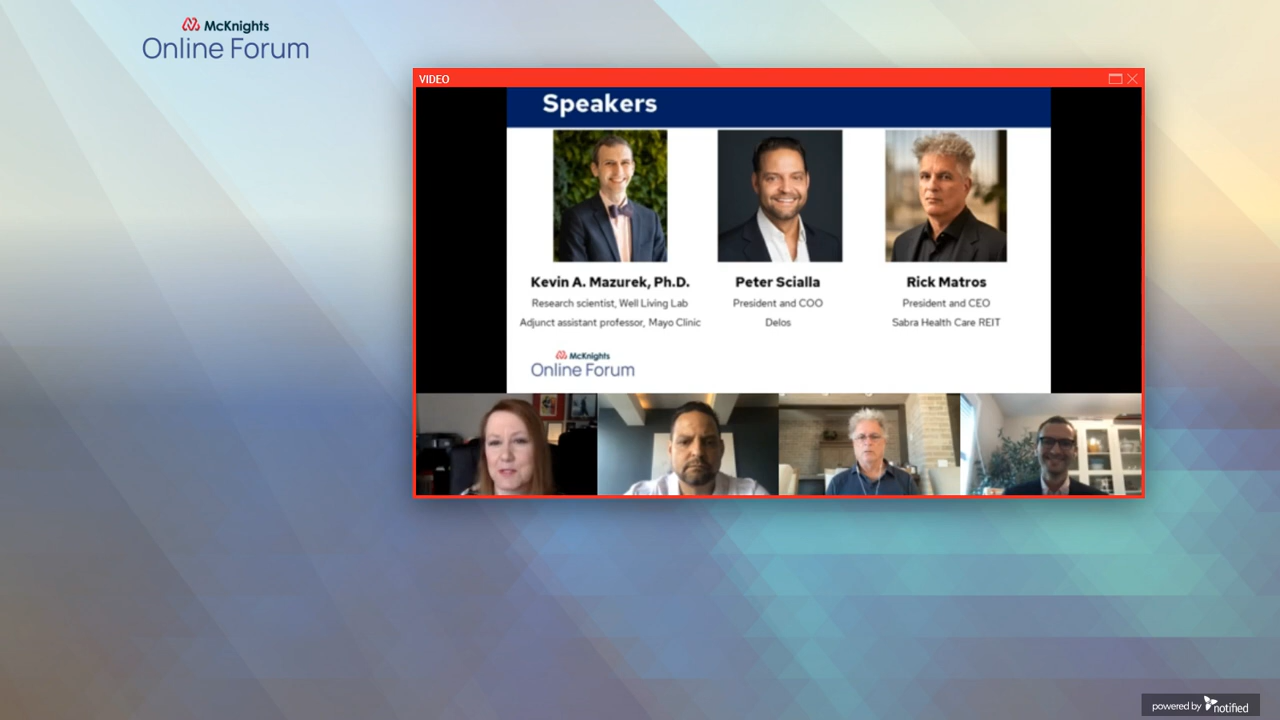 McKnights
Online Forum
VIDEO
Speakers
Kevin A. Mazurek, Ph.D.
Research scientist, Well Living Lab
Adjunct assistant professor, Mayo Clinic
Peter Scialla
President and COO
Delos
Rick Matros
President and CEO
Sabra Health Care REIT
McKnights
Online Forum
powered by notified